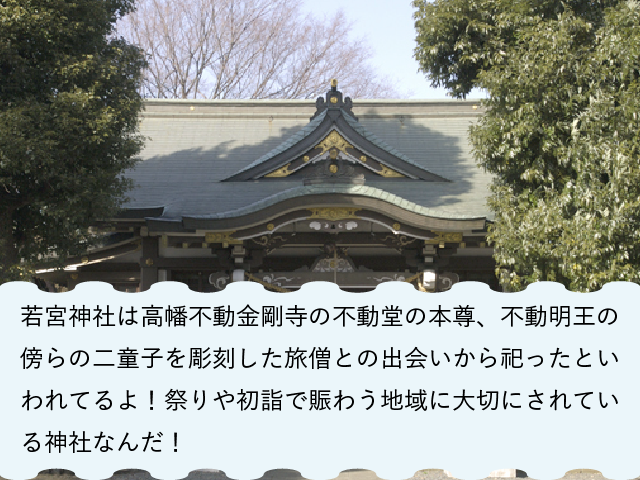 若宮神社は高幡不動金剛寺の不動堂の本尊、不動明王の
傍らの二童子を彫刻した旅僧との出会いから祀ったとい
われてるよ！祭りや初詣で賑わう地域に大切にされてい
る神社なんだ！